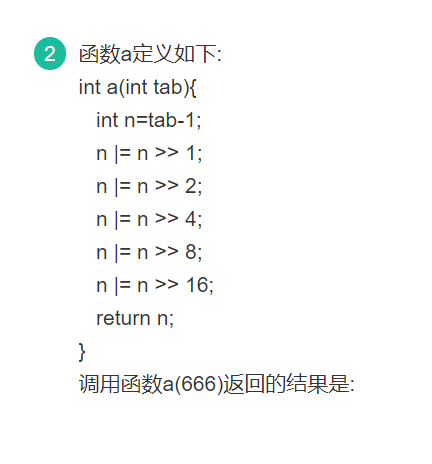 2 函数a定义如下:
int a(int tab){
int n=tab-1;
n |= n >> 1;
n |= n >> 2;
n |= n >> 4;
n |= n >> 8;
n |= n >> 16;
return n;
}
调用函数a(666)返回的结果是: